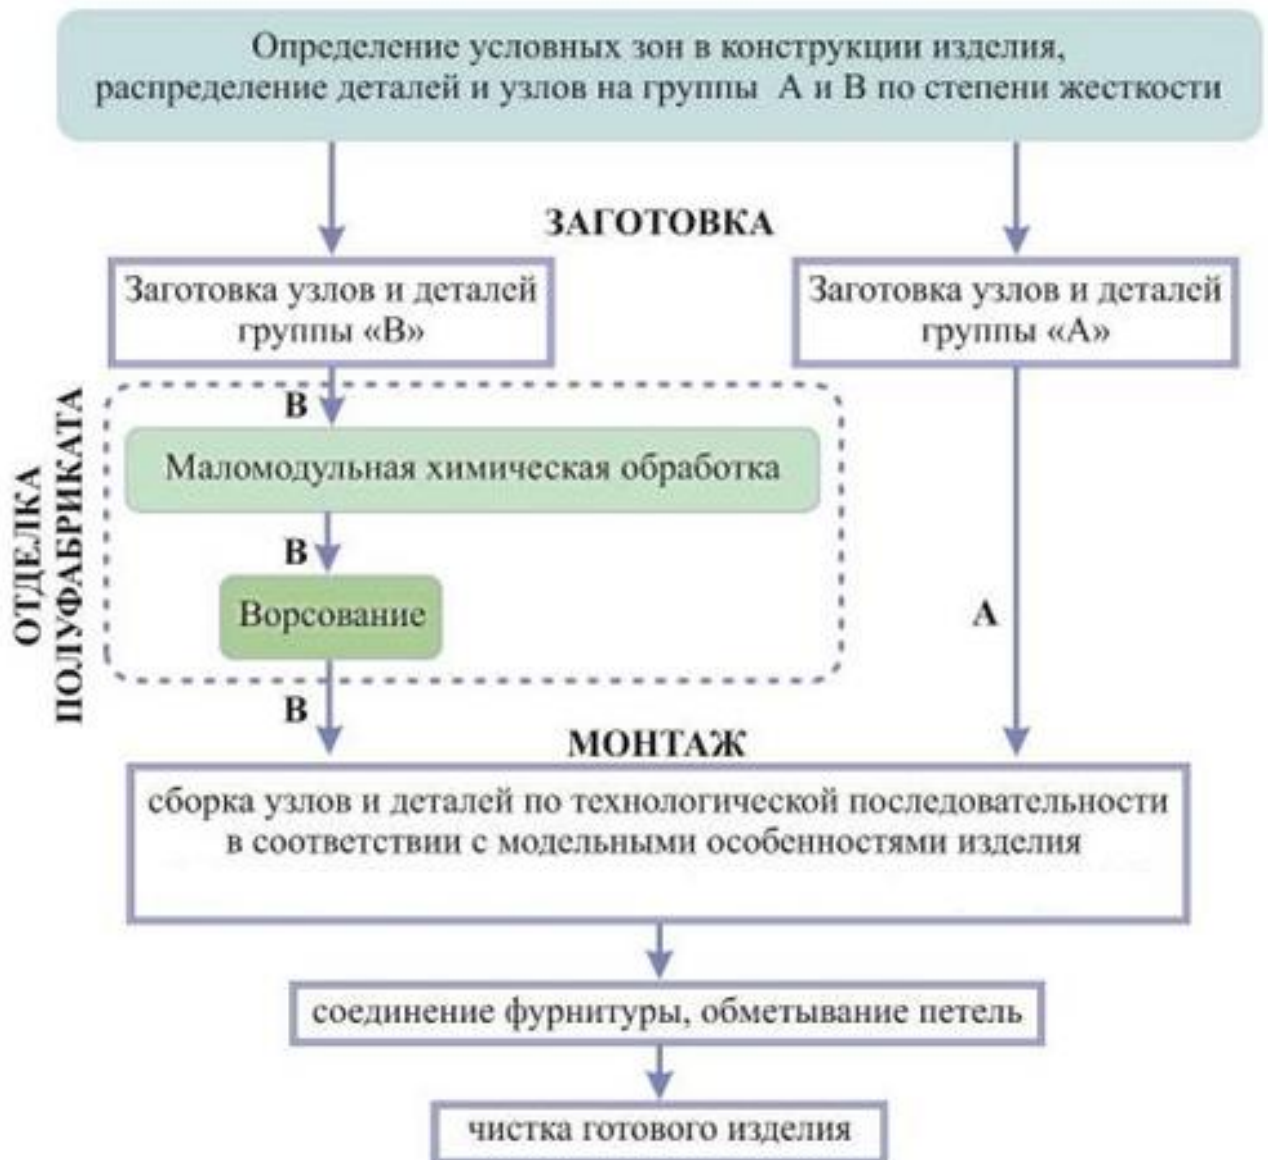 Определение условных зон в конструкции изделия,
распределение деталей и узлов на группы А и В по степени жесткости
ЗАГОТОВКА
Заготовка узлов и деталей
группы «В»
Заготовка узлов и деталей
группы «А»
ОТДЕЛКА
ПОЛУФАБРИКАТА
В
Маломодульная химическая обработка
В
Ворсование
А
В
МОНТАЖ
сборка узлов и деталей по технологической последовательности
в соответствии с модельными особенностями изделия
соединение фурнитуры, обметывание петель
чистка готового изделия